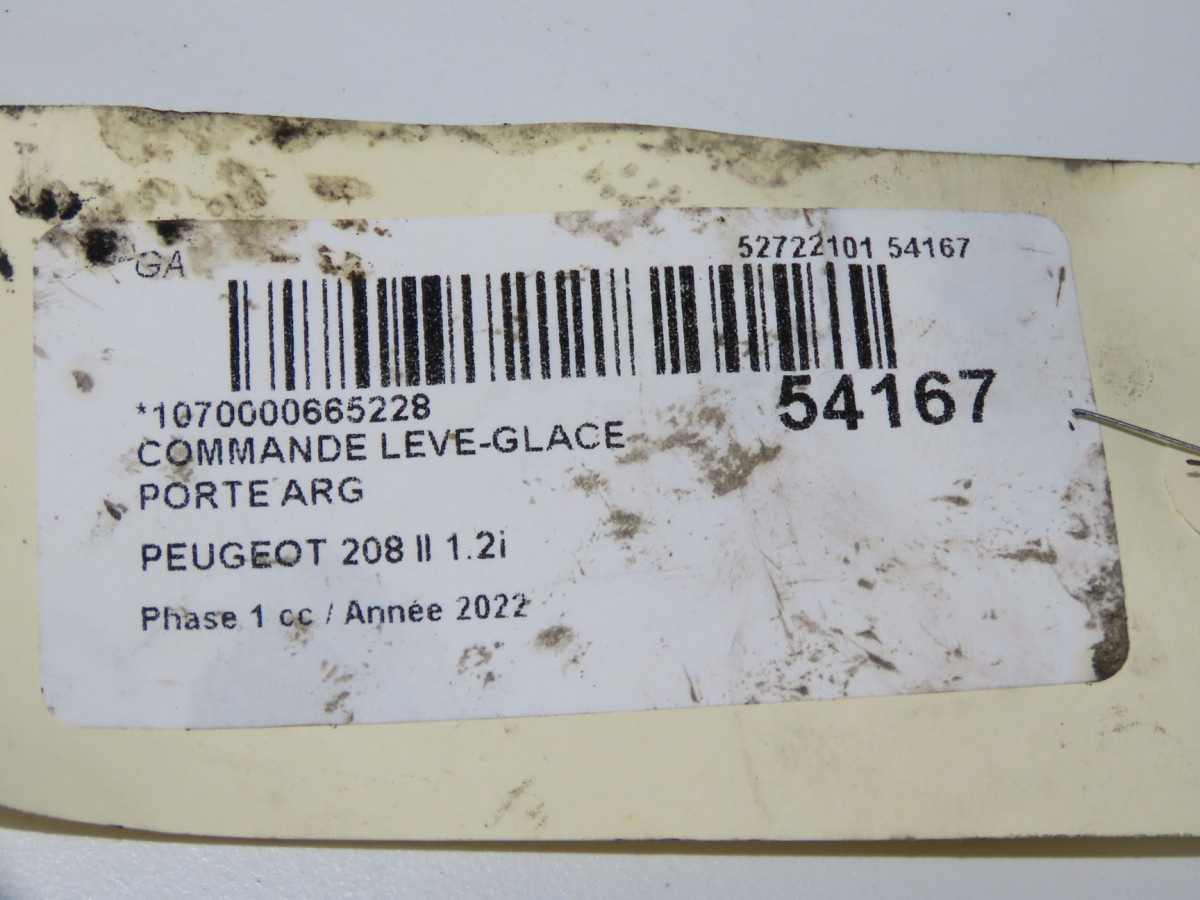 GA
52722101 54167
*1070000665228
54167
COMMANDE LEVE-GLACE
PORTE ARG
PEUGEOT 208 II 1.2i
Phase 1 cc / Année 2022